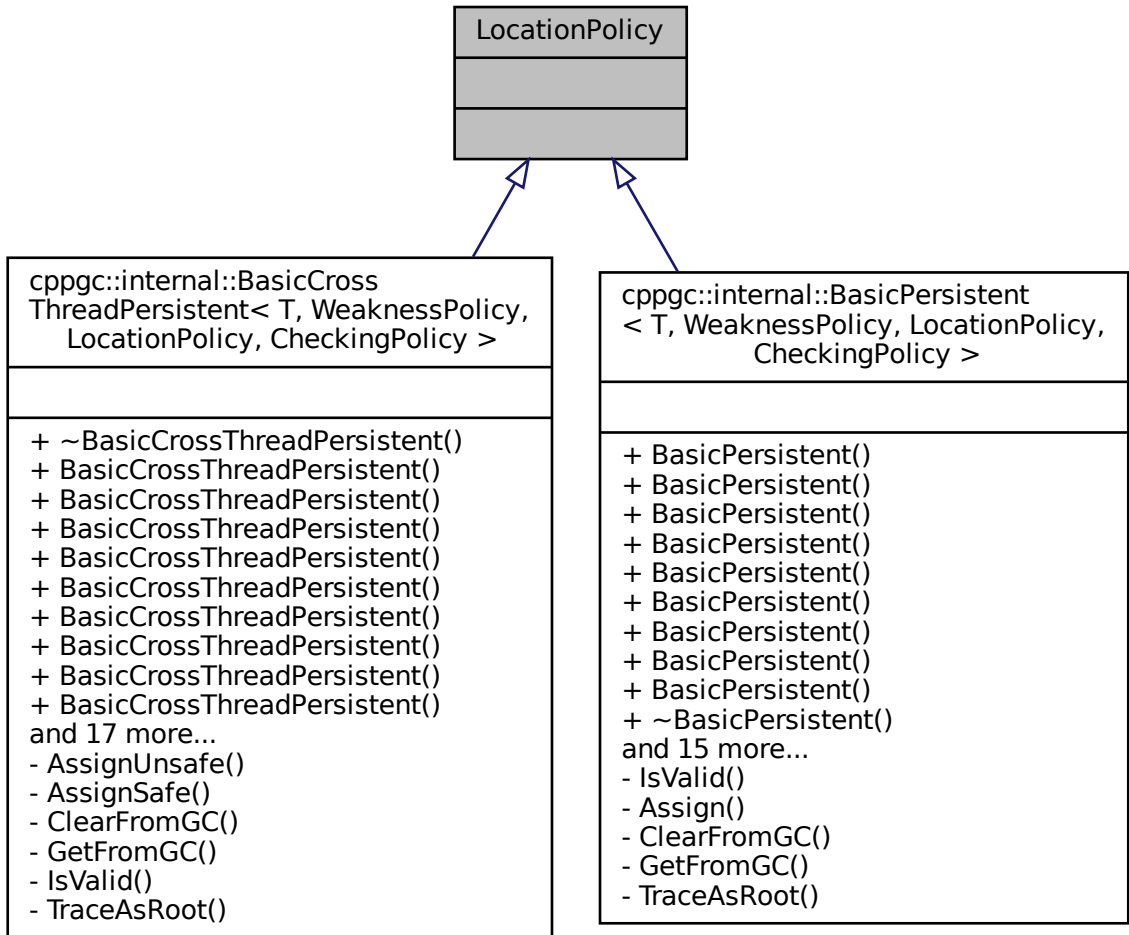 LocationPolicy
cppgc::internal::BasicCross
ThreadPersistent< T, WeaknessPolicy,
LocationPolicy, CheckingPolicy >
+ ~BasicCrossThreadPersistent()
+ BasicCrossThreadPersistent()
+ BasicCrossThreadPersistent()
+ BasicCrossThreadPersistent()
+ BasicCrossThreadPersistent()
+ BasicCrossThreadPersistent()
+ BasicCrossThreadPersistent()
+ BasicCrossThreadPersistent()
+ BasicCrossThreadPersistent()
+ BasicCrossThreadPersistent()
and 17 more...
- AssignUnsafe()
- AssignSafe()
- ClearFromGC()
- GetFromGC()
- IsValid()
- TraceAsRoot()
cppgc::internal::BasicPersistent
< T, WeaknessPolicy, LocationPolicy,
CheckingPolicy >
+ BasicPersistent()
+ BasicPersistent()
+ BasicPersistent()
+ BasicPersistent()
+ BasicPersistent()
+ BasicPersistent()
+ BasicPersistent()
+ BasicPersistent()
+ BasicPersistent()
+ ~BasicPersistent()
and 15 more...
- IsValid()
- Assign()
- ClearFromGC()
- GetFromGC()
- TraceAsRoot()